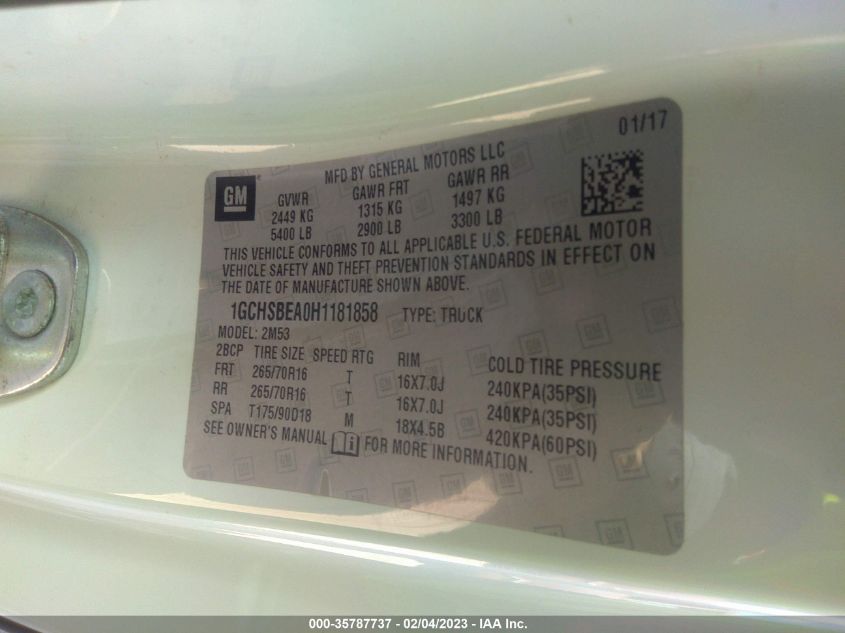 01/17
MFD BY GENERAL MOTORS LLC
GM
GVWR GAWR FRT GAWR RR
2449 KG 1315 KG 1497 KG
5400 LB 2900 LB 3300 LB
THIS VEHICLE CONFORMS TO ALL APPLICABLE U.S. FEDERAL MOTOR
VEHICLE SAFETY AND THEFT PREVENTION STANDARDS IN EFFECT ON
THE DATE OF MANUFACTURE SHOWN ABOVE.
1GCHSBEA0H1181858 TYPE: TRUCK
MODEL: 2M53
2BCP TIRE SIZE SPEED RTG RIM COLD TIRE PRESSURE
FRT 265/70R16 T 16X7.0J 240KPA(35PSI)
RR 265/70R16 T 16X7.0J 240KPA(35PSI)
SPA T175/90D18 M 18X4.5B 420KPA(60PSI)
SEE OWNER'S MANUAL FOR MORE INFORMATION.
000-35787737 - 02/04/2023 - IAA Inc.